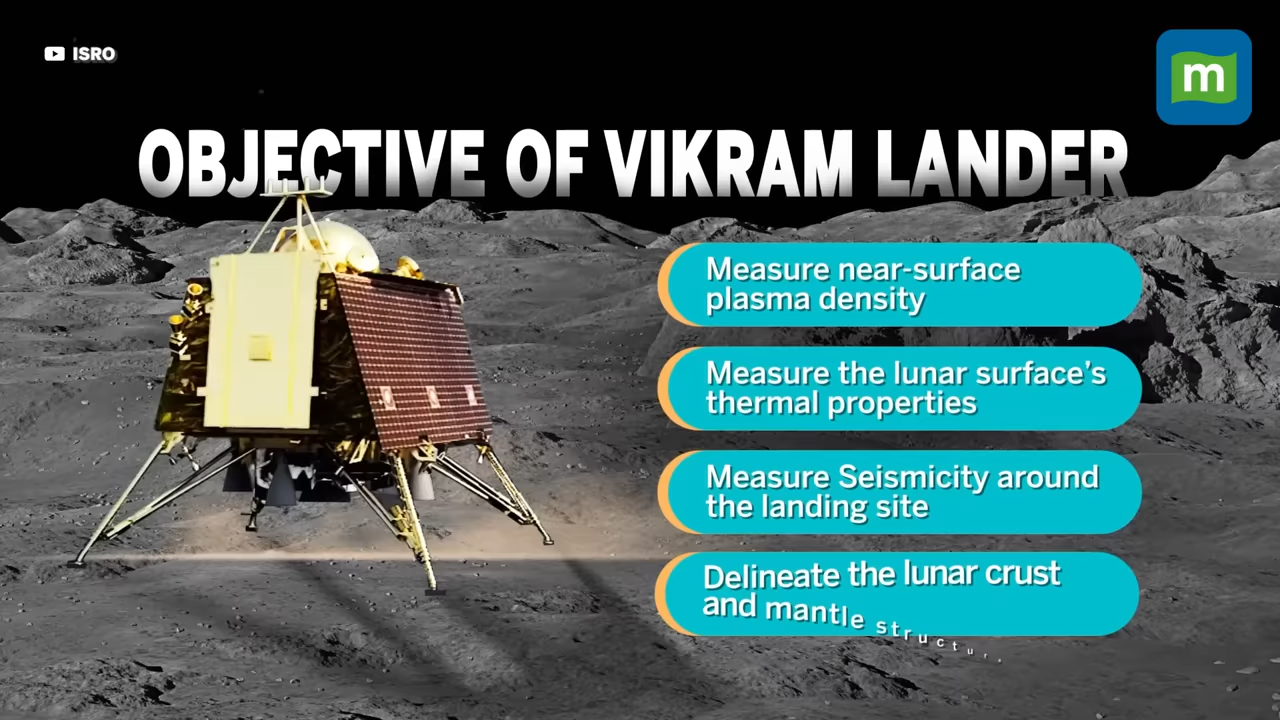 ISRO
m
OBJECTIVE OF VIKRAM LANDER
Measure near-surface
plasma density
Measure the lunar surface's
thermal properties
Measure Seismicity around
the landing site
Delineate the lunar crust
and mantle structur